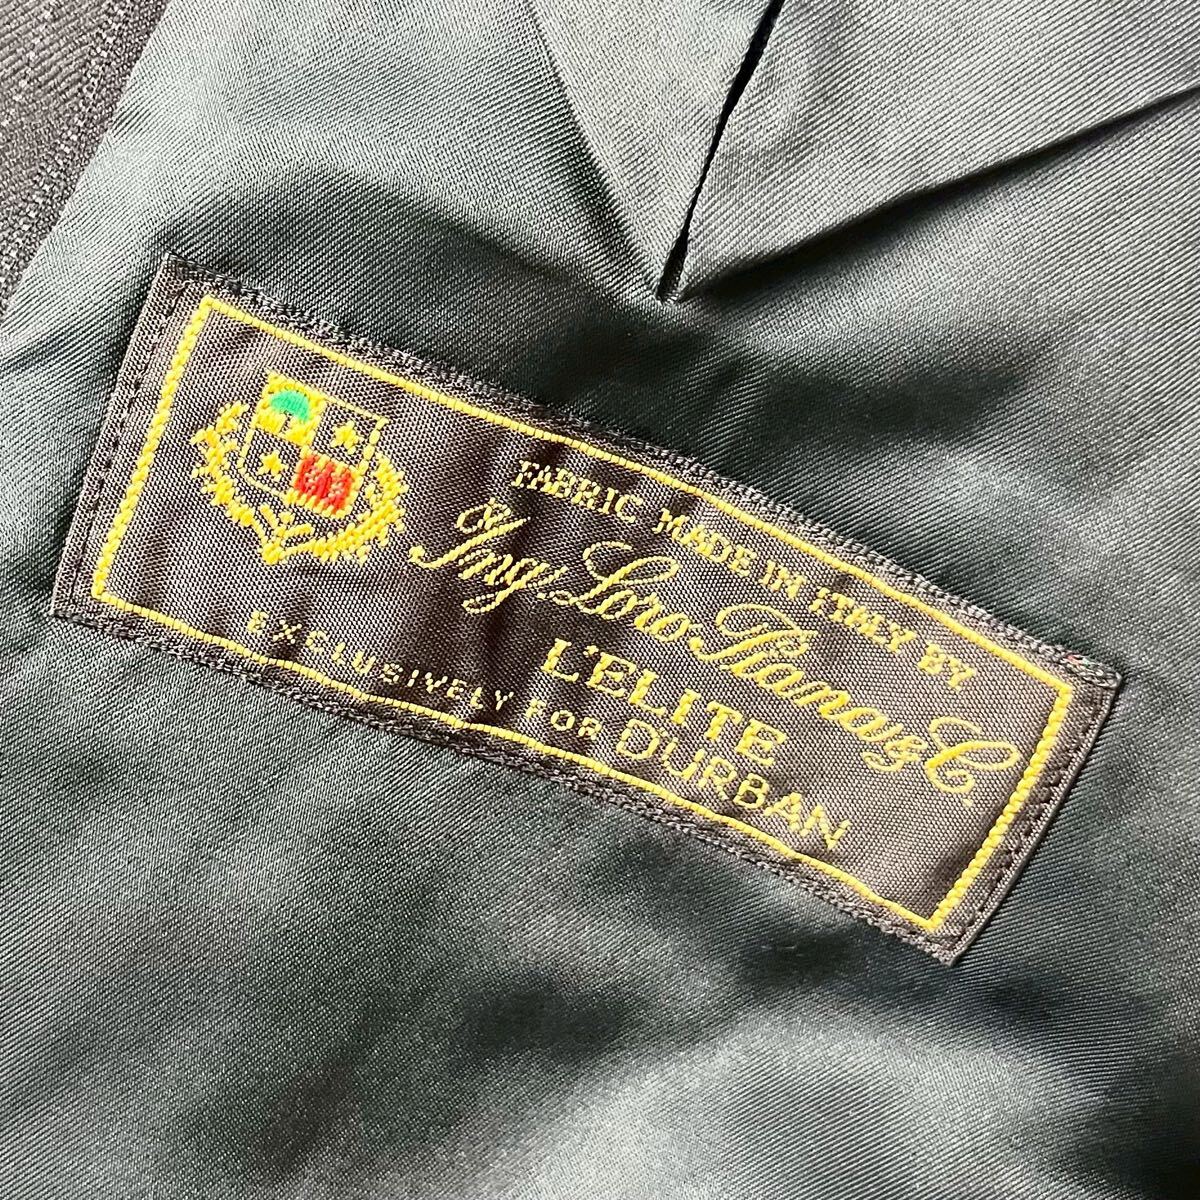 FABRIC MADE IN ITALY BY
Ing. Loro Piana & C.
L'ELITE
EXCLUSIVELY FOR DURBAN